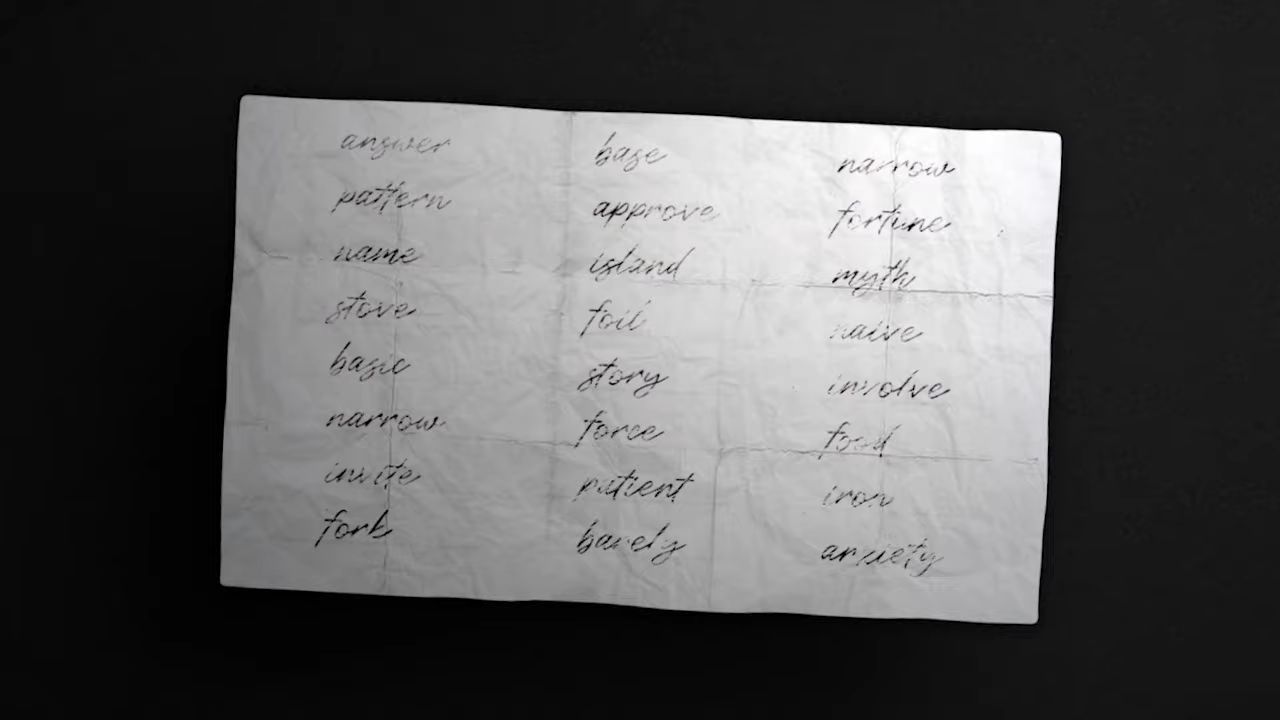 answer
pattern
name
stove
basic
narrow
invite
fork
base
approve
island
foil
story
force
patient
barely
narrow
fortune
myth
naive
involve
food
iron
anxiety